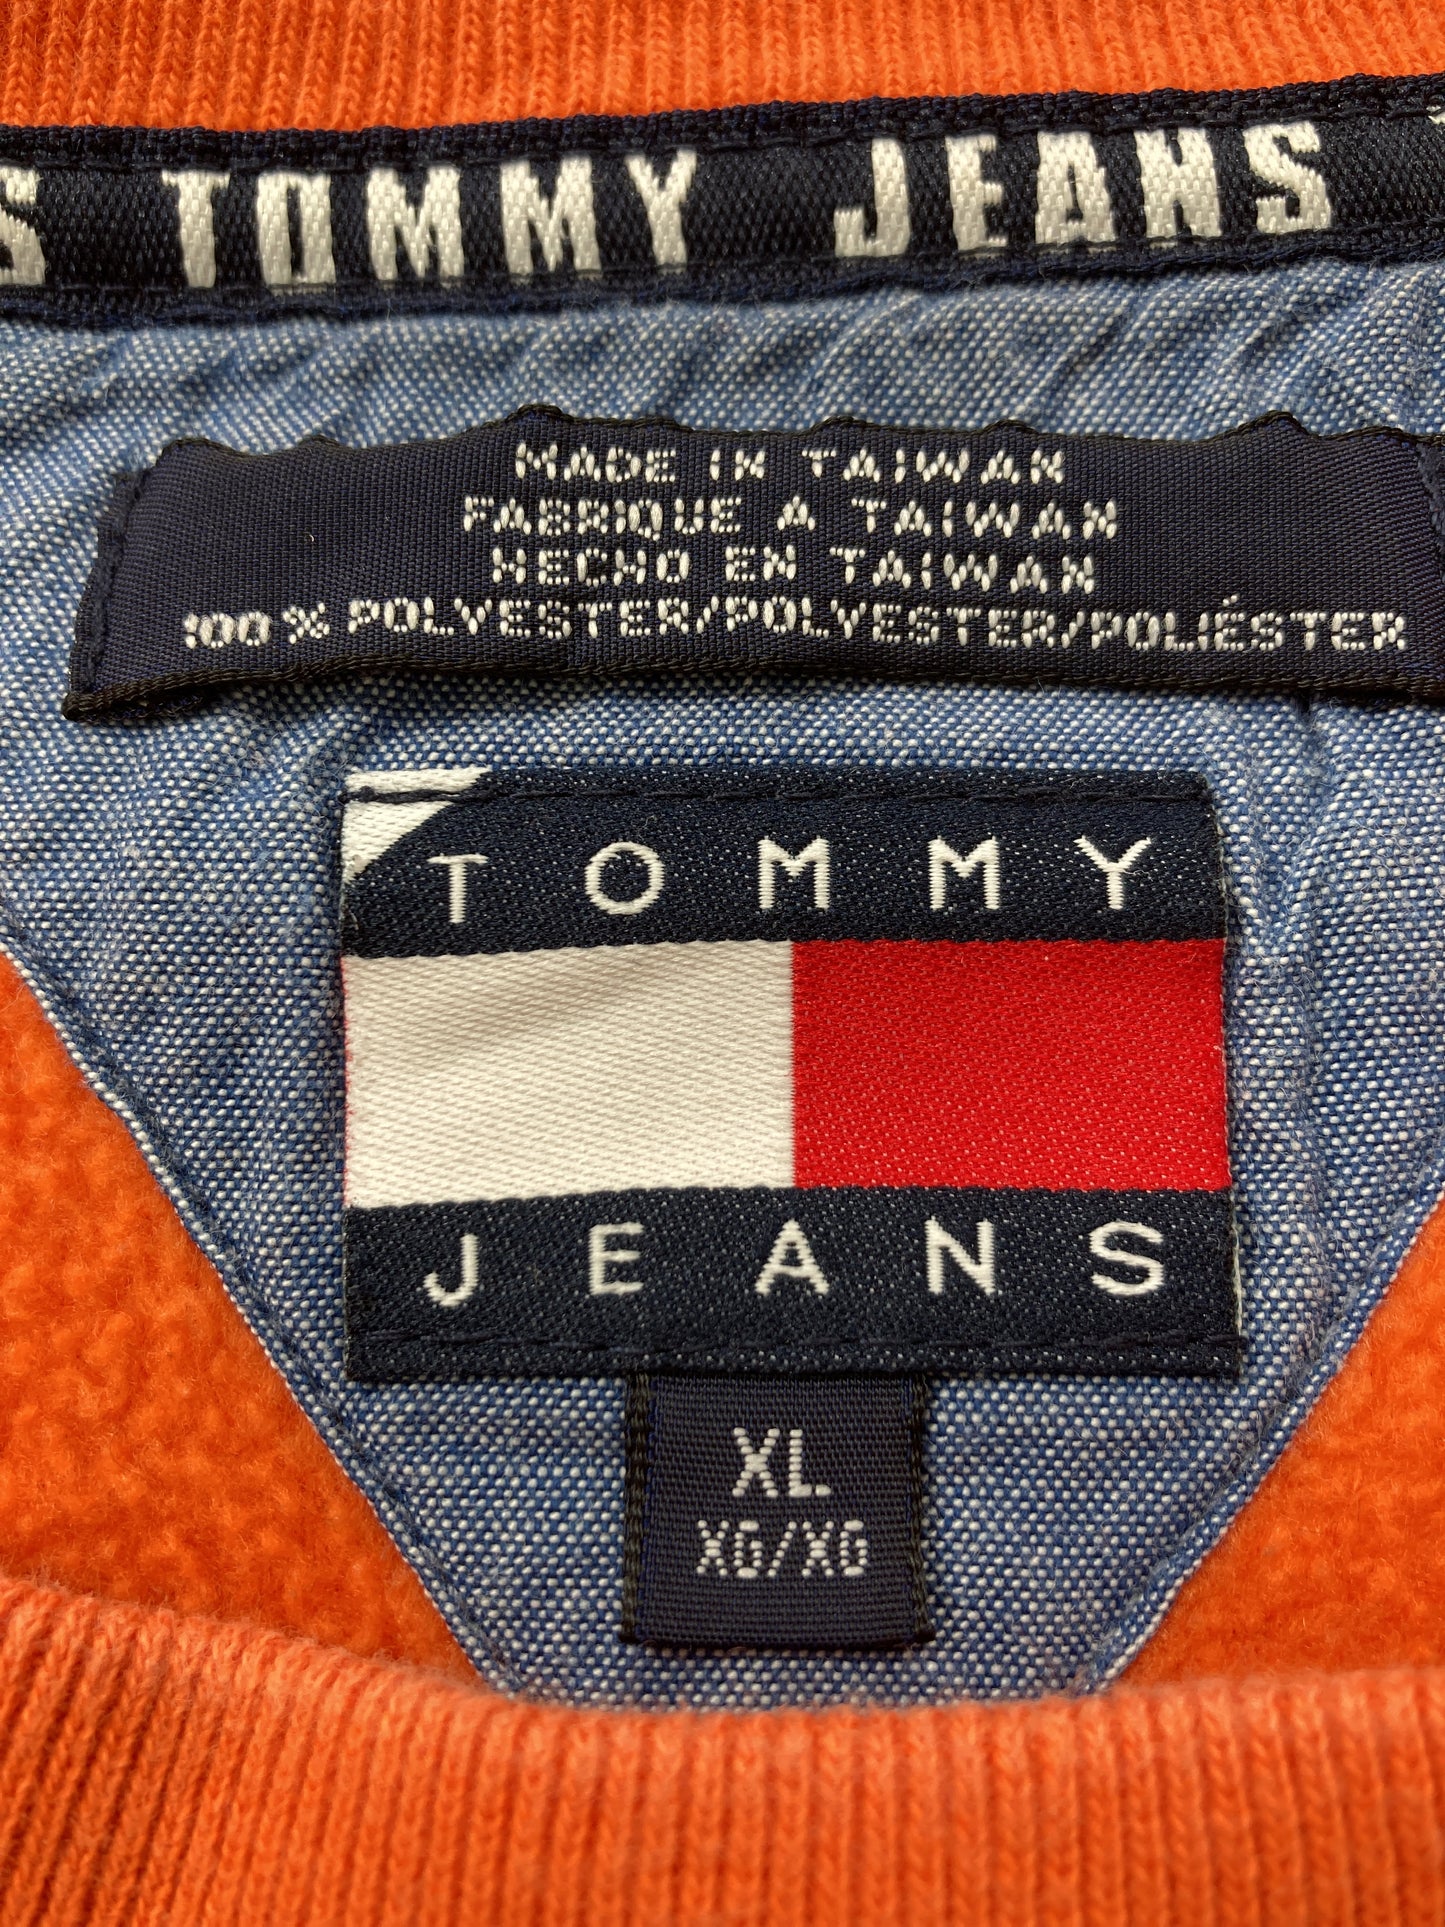 S TOMMY JEANS
MADE IN TAIWAN
FABRIQUE A TAIWAN
HECHO EN TAIWAN
100% POLYESTER/POLYESTER/POLIÉSTER
TOMMY
JEANS
XL
XG/XG